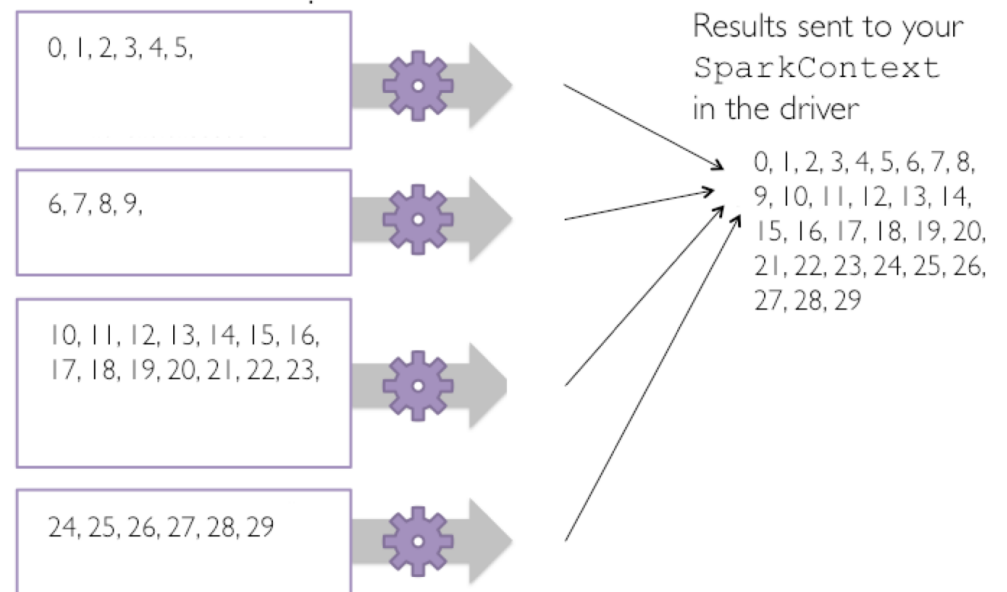 0, 1, 2, 3, 4, 5,
6, 7, 8, 9,
10, 11, 12, 13, 14, 15, 16,
17, 18, 19, 20, 21, 22, 23,
24, 25, 26, 27, 28, 29
Results sent to your
SparkContext
in the driver
0, 1, 2, 3, 4, 5, 6, 7, 8,
9, 10, 11, 12, 13, 14,
15, 16, 17, 18, 19, 20,
21, 22, 23, 24, 25, 26,
27, 28, 29